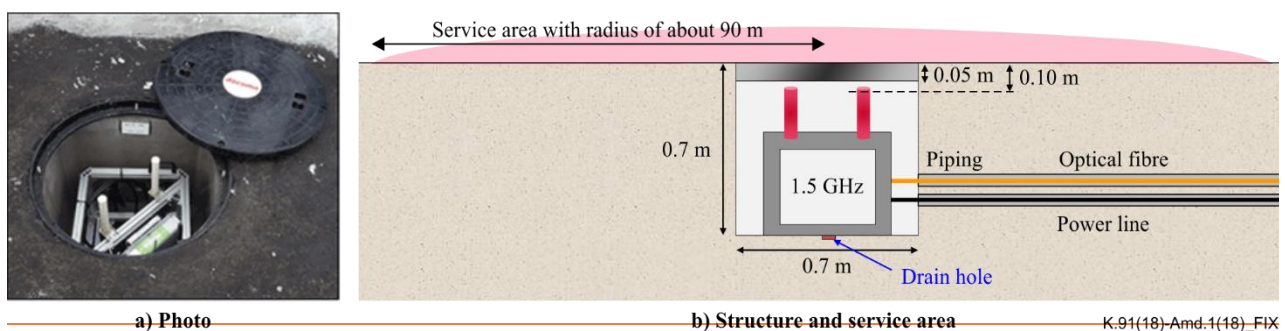 Service area with radius of about 90 m
0.05 m
0.10 m
0.7 m
1.5 GHz
Piping
Optical fibre
Power line
0.7 m
Drain hole
a) Photo
b) Structure and service area
K.91(18)-Amd.1(18)_FIX